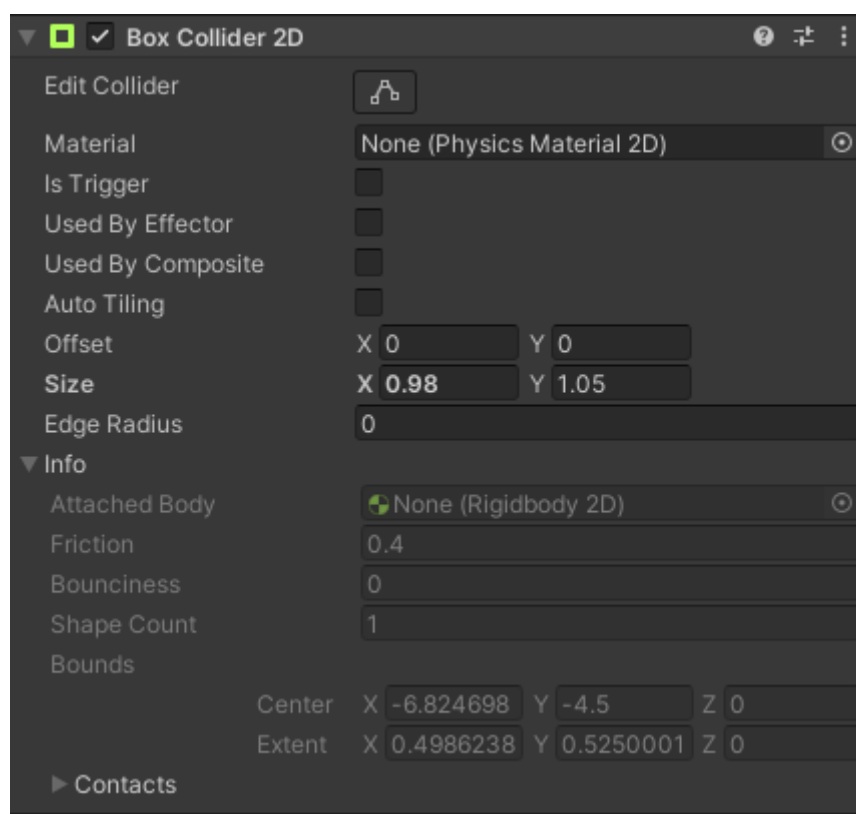 Box Collider 2D
Edit Collider
Material None (Physics Material 2D)
Is Trigger
Used By Effector
Used By Composite
Auto Tiling
Offset X 0 Y 0
Size X 0.98 Y 1.05
Edge Radius 0
Info
Attached Body None (Rigidbody 2D)
Friction 0.4
Bounciness 0
Shape Count 1
Bounds
Center X -6.824698 Y -4.5 Z 0
Extent X 0.4986238 Y 0.5250001 Z 0
Contacts